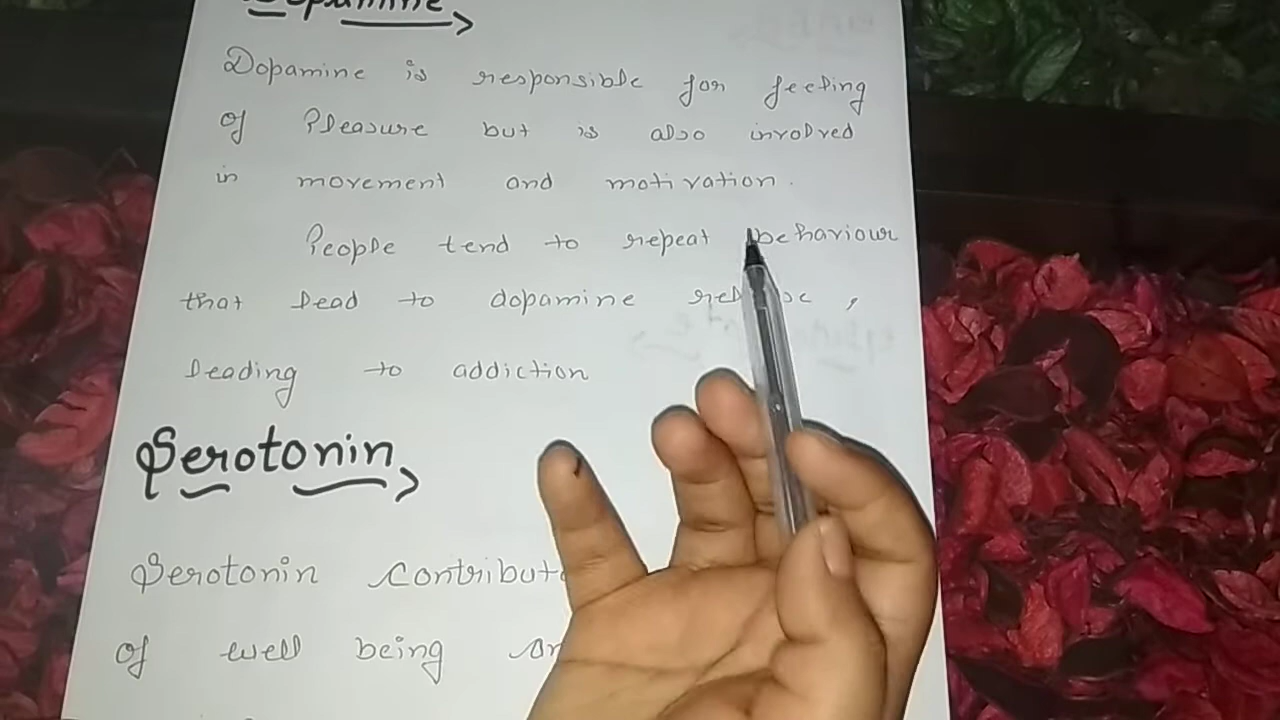 Dopamine
Dopamine is responsible for feeling
of Pleasure but is also involved
in movement and motivation.
People tend to repeat behaviour
that lead to dopamine ,
leading to addiction
Serotonin
Serotonin
of well being